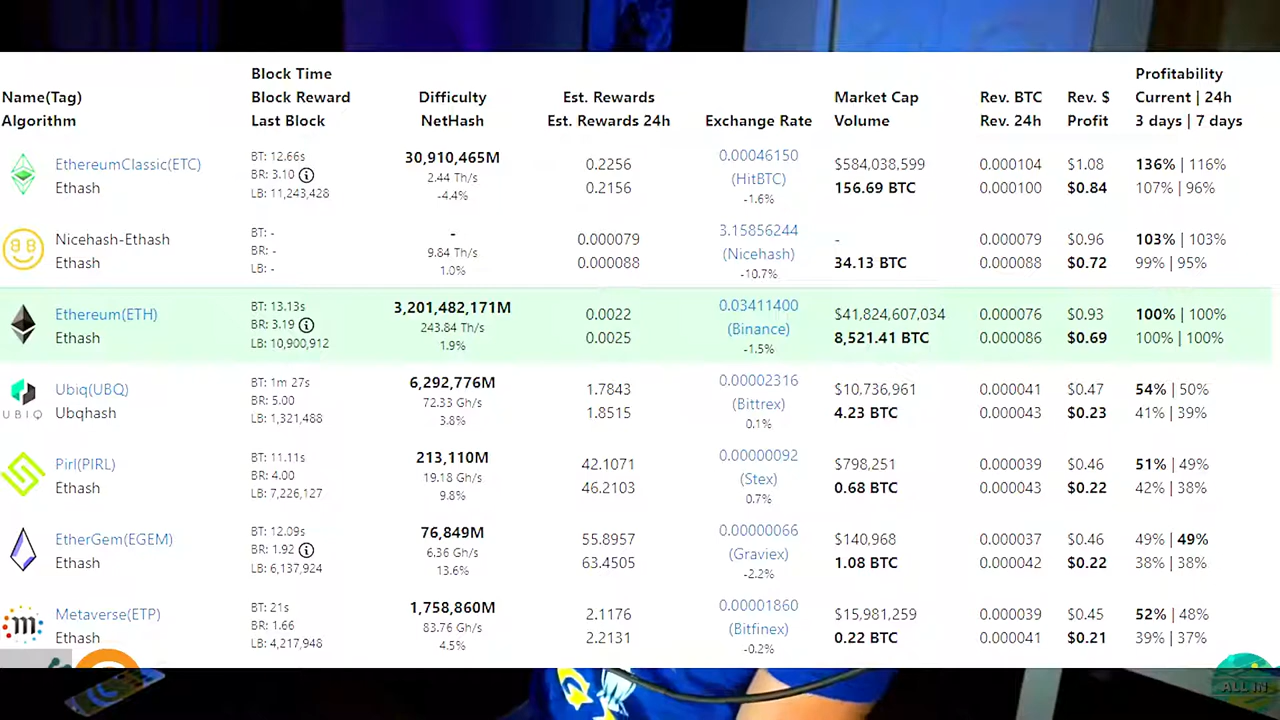 Block Time
Name(Tag) Block Reward Difficulty Est. Rewards Market Cap Rev. BTC Rev. $ Profitability
Current | 24h
Algorithm Last Block NetHash Est. Rewards 24h Exchange Rate Volume Rev. 24h Profit 3 days | 7 days
EthereumClassic(ETC) BT: 12.66s 30,910,465M 0.2256 0.00046150 $584,038,599 0.000104 $1.08 136% | 116%
BR: 3.10 2.44 Th/s (HitBTC)
Ethash LB: 11,243,428 -4.4% 0.2156 -1.6% 156.69 BTC 0.000100 $0.84 107% | 96%
Nicehash-Ethash BT: - - 0.000079 3.15856244 - 0.000079 $0.96 103% | 103%
BR: - 9.84 Th/s (Nicehash)
Ethash LB: - 1.0% 0.000088 -10.7% 34.13 BTC 0.000088 $0.72 99% | 95%
Ethereum(ETH) BT: 13.13s 3,201,482,171M 0.0022 0.03411400 $41,824,607,034 0.000076 $0.93 100% | 100%
BR: 3.19 243.84 Th/s (Binance)
Ethash LB: 10,900,912 1.9% 0.0025 -1.5% 8,521.41 BTC 0.000086 $0.69 100% | 100%
Ubiq(UBQ) BT: 1m 27s 6,292,776M 1.7843 0.00002316 $10,736,961 0.000041 $0.47 54% | 50%
UBIQ BR: 5.00 72.33 Gh/s (Bittrex)
Ubqhash LB: 1,321,488 3.8% 1.8515 0.1% 4.23 BTC 0.000043 $0.23 41% | 39%
Pirl(PIRL) BT: 11.11s 213,110M 42.1071 0.00000092 $798,251 0.000039 $0.46 51% | 49%
BR: 4.00 19.18 Gh/s (Stex)
Ethash LB: 7,226,127 9.8% 46.2103 0.7% 0.68 BTC 0.000043 $0.22 42% | 38%
EtherGem(EGEM) BT: 12.09s 76,849M 55.8957 0.00000066 $140,968 0.000037 $0.46 49% | 49%
BR: 1.92 6.36 Gh/s (Graviex)
Ethash LB: 6,137,924 13.6% 63.4505 -2.2% 1.08 BTC 0.000042 $0.22 38% | 38%
Metaverse(ETP) BT: 21s 1,758,860M 2.1176 0.00001860 $15,981,259 0.000039 $0.45 52% | 48%
m BR: 1.66 83.76 Gh/s (Bitfinex)
Ethash LB: 4,217,948 4.5% 2.2131 -0.2% 0.22 BTC 0.000041 $0.21 39% | 37%
ALL IN